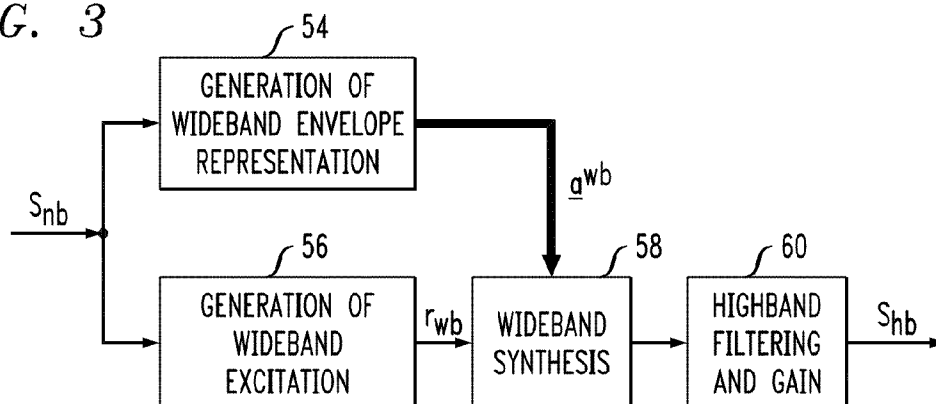 G. 3
54
GENERATION OF
WIDEBAND ENVELOPE
REPRESENTATION
S_nb
a^wb
56
GENERATION OF
WIDEBAND
EXCITATION
r_wb
58
WIDEBAND
SYNTHESIS
60
HIGHBAND
FILTERING
AND GAIN
S_hb